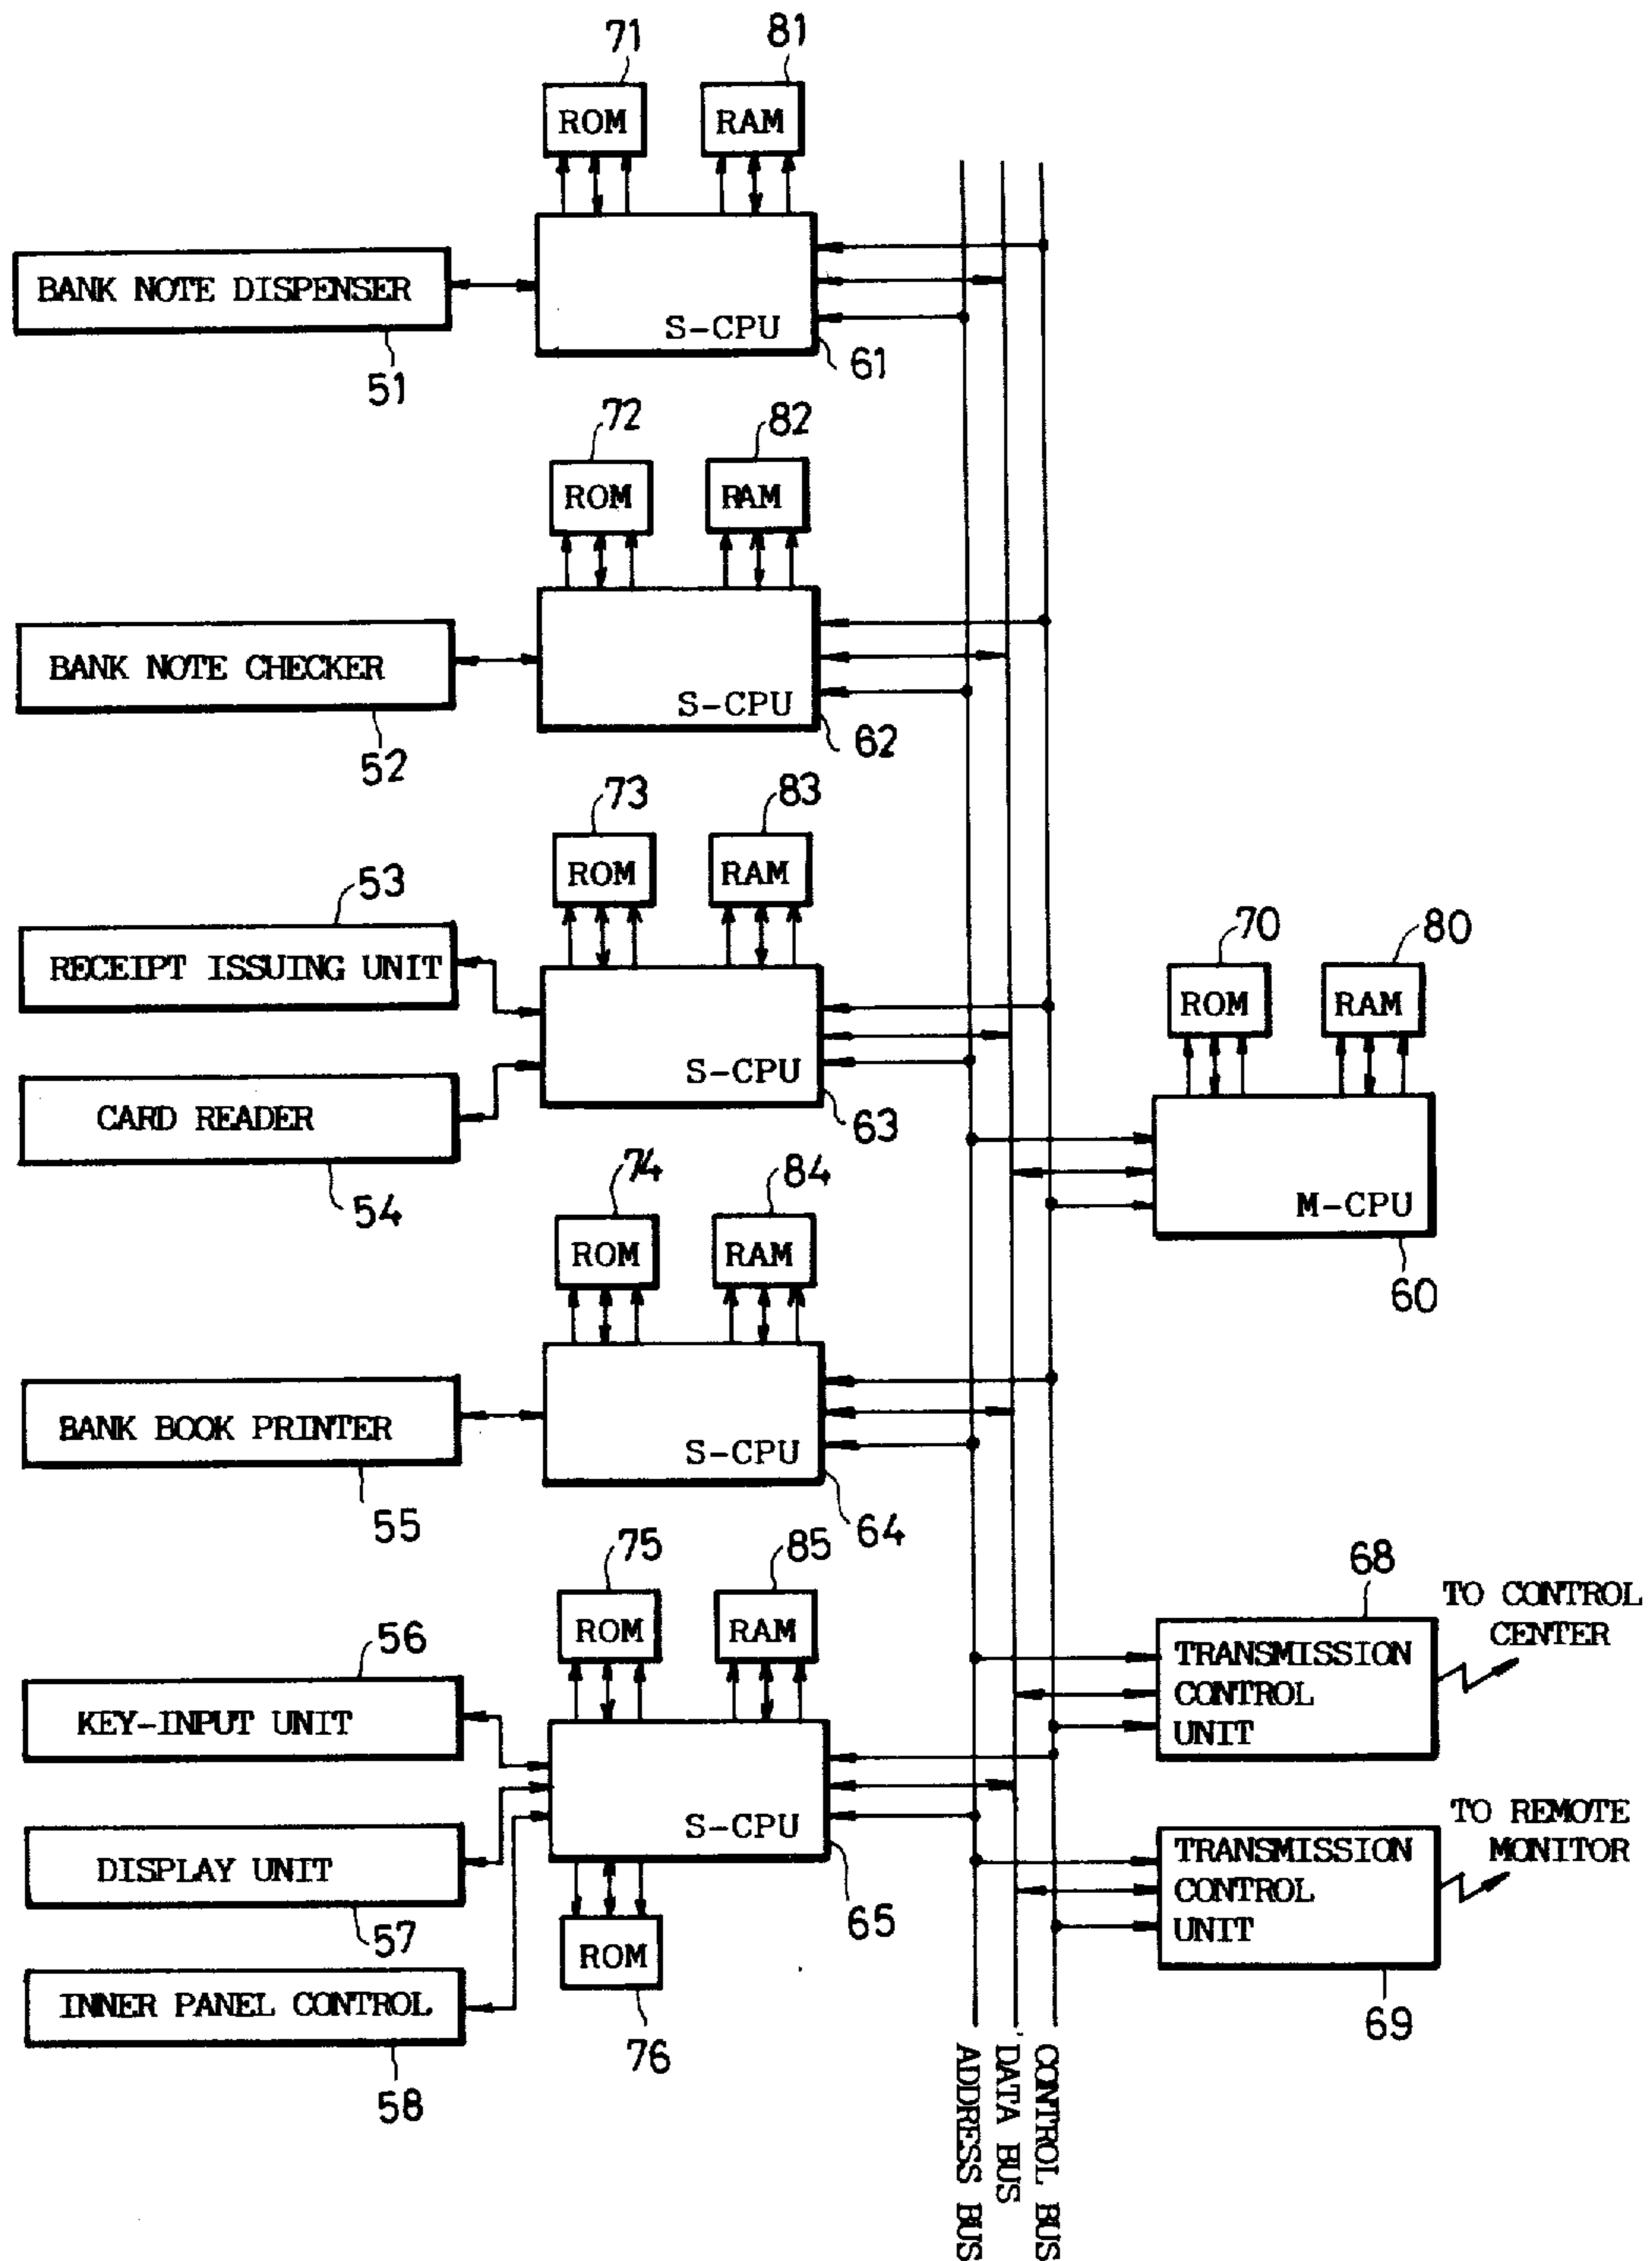 71
81
ROM
RAM
BANK NOTE DISPENSER
S-CPU
51
61
72
82
ROM
RAM
BANK NOTE CHECKER
S-CPU
52
62
73
83
ROM
RAM
53
RECEIPT ISSUING UNIT
S-CPU
CARD READER
63
54
70
80
ROM
RAM
M-CPU
60
74
84
ROM
RAM
BANK BOOK PRINTER
S-CPU
55
64
75
85
ROM
RAM
56
KEY-INPUT UNIT
S-CPU
DISPLAY UNIT
65
57
ROM
INNER PANEL CONTROL
76
58
68
TO CONTROL
CENTER
TRANSMISSION
CONTROL
UNIT
TO REMOTE
MONITOR
TRANSMISSION
CONTROL
UNIT
69
ADDRESS BUS
DATA BUS
CONTROL BUS